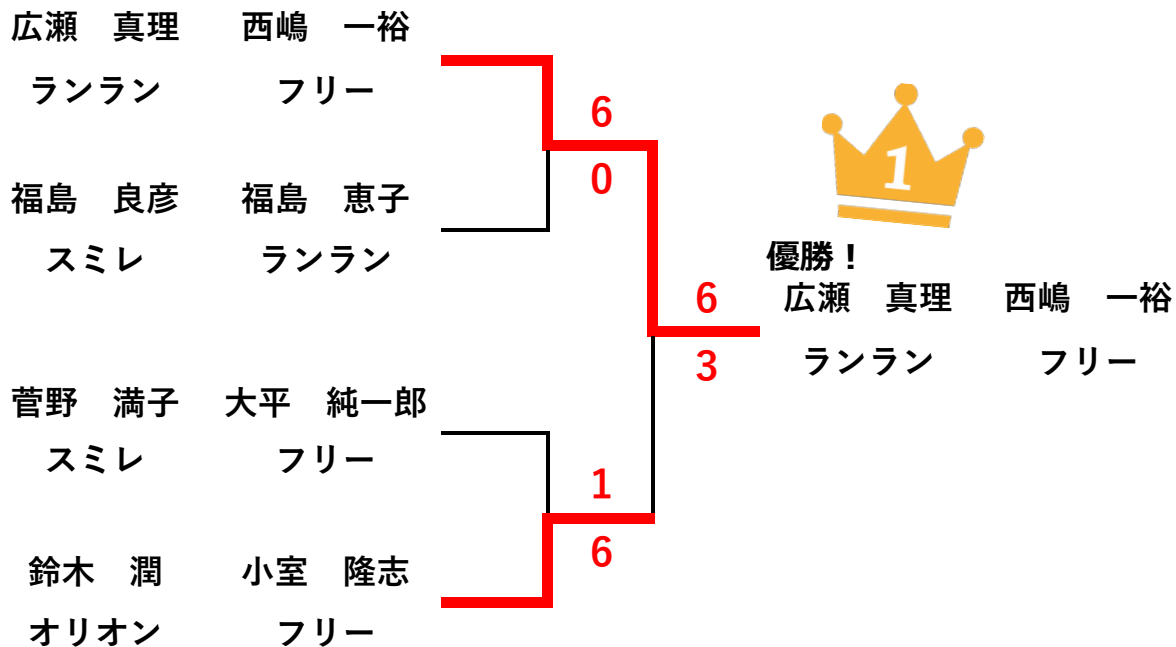 広瀬　真理　西嶋　一裕
ランラン　フリー
6
0
福島　良彦　福島　恵子
スミレ　ランラン
1
優勝！
6
広瀬　真理　西嶋　一裕
3
ランラン　フリー
菅野　満子　大平　純一郎
スミレ　フリー
1
6
鈴木　潤　小室　隆志
オリオン　フリー